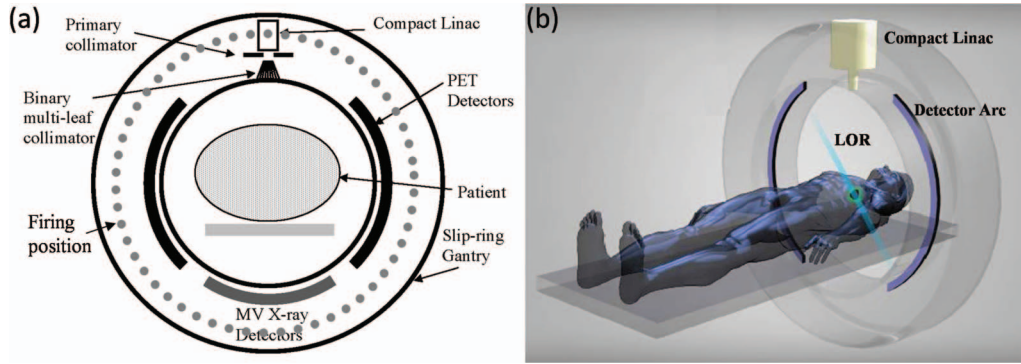 (a)
Primary
collimator
Compact Linac
Binary
multi-leaf
collimator
PET
Detectors
Patient
Firing
position
Slip-ring
Gantry
MV X-ray
Detectors
(b)
Compact Linac
Detector Arc
LOR